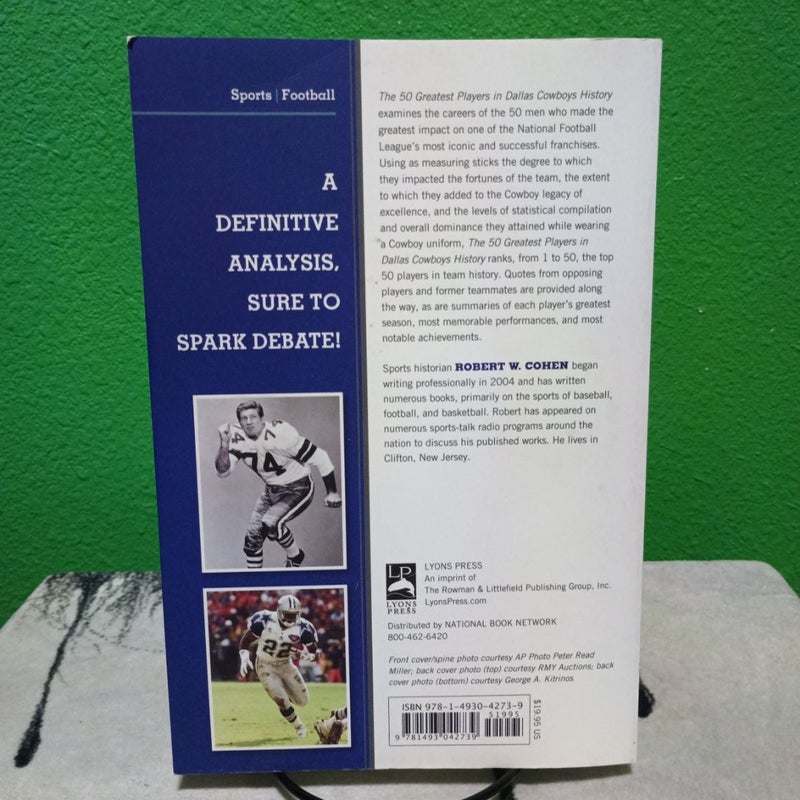 Sports | Football
A
DEFINITIVE
ANALYSIS,
SURE TO
SPARK DEBATE!
74
74
22
The 50 Greatest Players in Dallas Cowboys History
examines the careers of the 50 men who made the
greatest impact on one of the National Football
League's most iconic and successful franchises.
Using as measuring sticks the degree to which
they impacted the fortunes of the team, the extent
to which they added to the Cowboy legacy of
excellence, and the levels of statistical compilation
and overall dominance they attained while wearing
a Cowboy uniform, The 50 Greatest Players in
Dallas Cowboys History ranks, from 1 to 50, the top
50 players in team history. Quotes from opposing
players and former teammates are provided along
the way, as are summaries of each player's greatest
season, most memorable performances, and most
notable achievements.
Sports historian ROBERT W. COHEN began
writing professionally in 2004 and has written
numerous books, primarily on the sports of baseball,
football, and basketball. Robert has appeared on
numerous sports-talk radio programs around the
nation to discuss his published works. He lives in
Clifton, New Jersey.
LP
LYONS
PRESS
LYONS PRESS
An imprint of
The Rowman & Littlefield Publishing Group, Inc.
LyonsPress.com
Distributed by NATIONAL BOOK NETWORK
800-462-6420
Front cover/spine photo courtesy AP Photo Peter Read
Miller; back cover photo (top) courtesy RMY Auctions; back
cover photo (bottom) courtesy George A. Kitrinos
ISBN 978-1-4930-4273-9
51995
9 781493 042739
$19.95 US